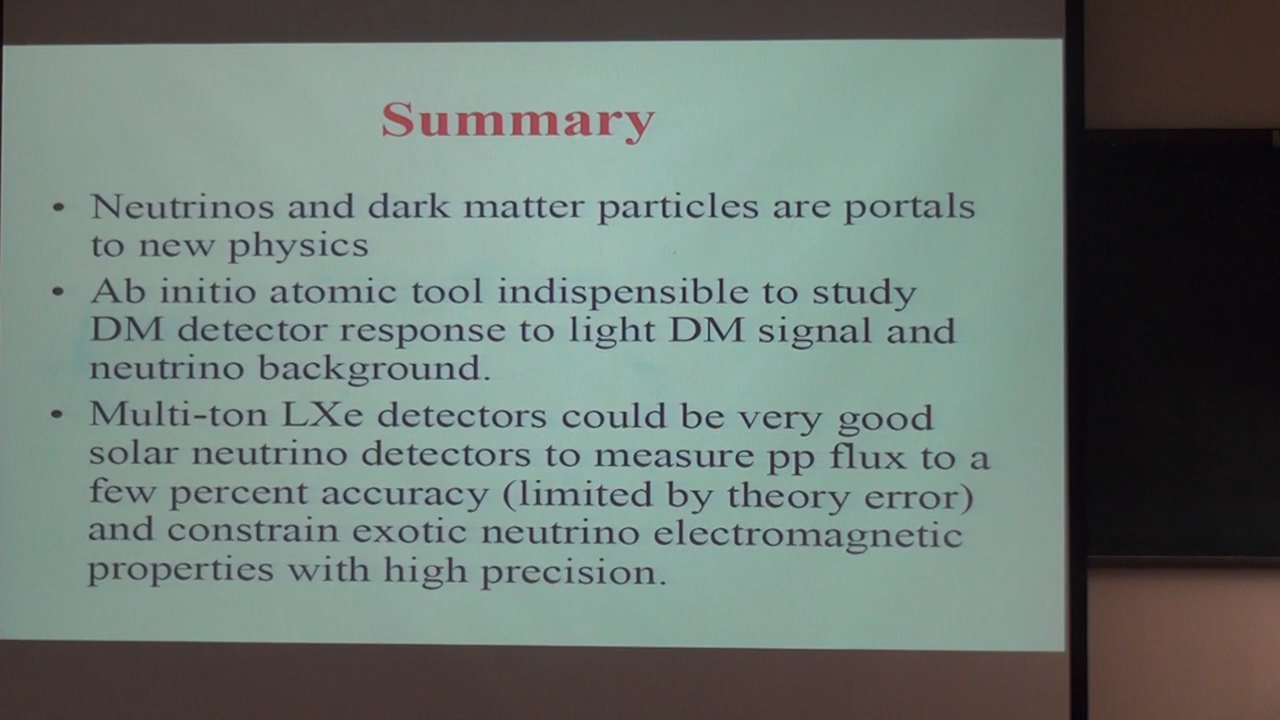 Summary
• Neutrinos and dark matter particles are portals
to new physics
• Ab initio atomic tool indispensible to study
DM detector response to light DM signal and
neutrino background.
• Multi-ton LXe detectors could be very good
solar neutrino detectors to measure pp flux to a
few percent accuracy (limited by theory error)
and constrain exotic neutrino electromagnetic
properties with high precision.